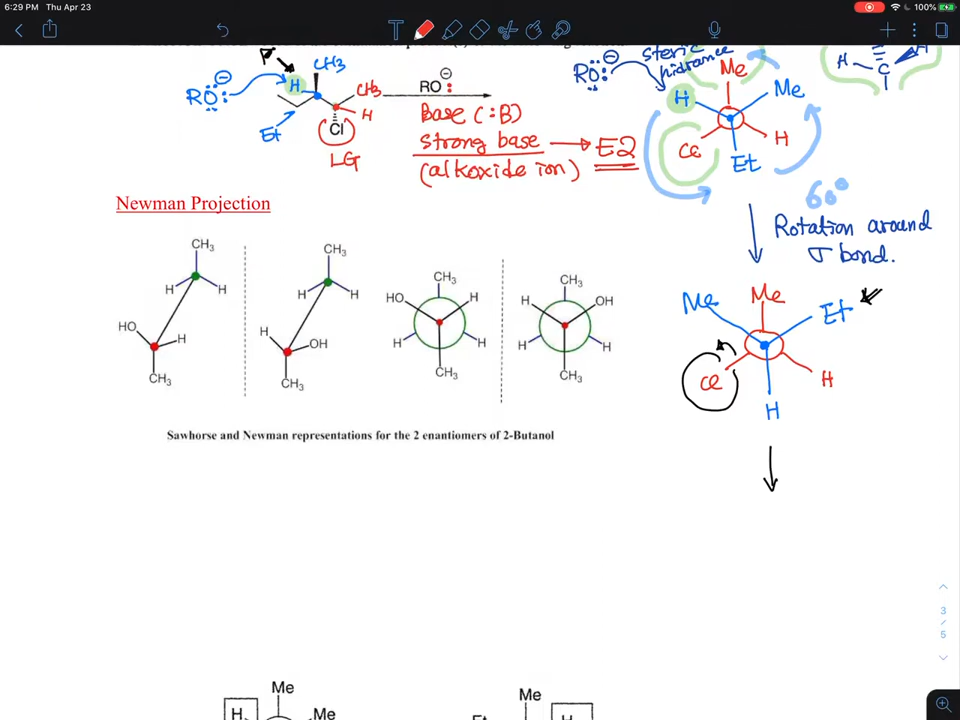 6:29 PM Thu Apr 23
100%
H
CH₃
RO:
⊖
CH₃
H
Et
Cl
LG
RO:
⊖
Base (:B)
strong base → E2
(alkoxide ion)
steric
hidrance
RO:
⊖
Me
Me
H
H
Cl
Et
H
C
60°
Rotation around
σ bond.
Newman Projection
CH₃
H
H
HO
H
CH₃
CH₃
H
H
H
OH
CH₃
CH₃
HO
H
H
H
CH₃
CH₃
H
OH
H
H
CH₃
Me
Me
Et
Cl
H
H
Sawhorse and Newman representations for the 2 enantiomers of 2-Butanol
3
/
5
Me
H
Me
Me